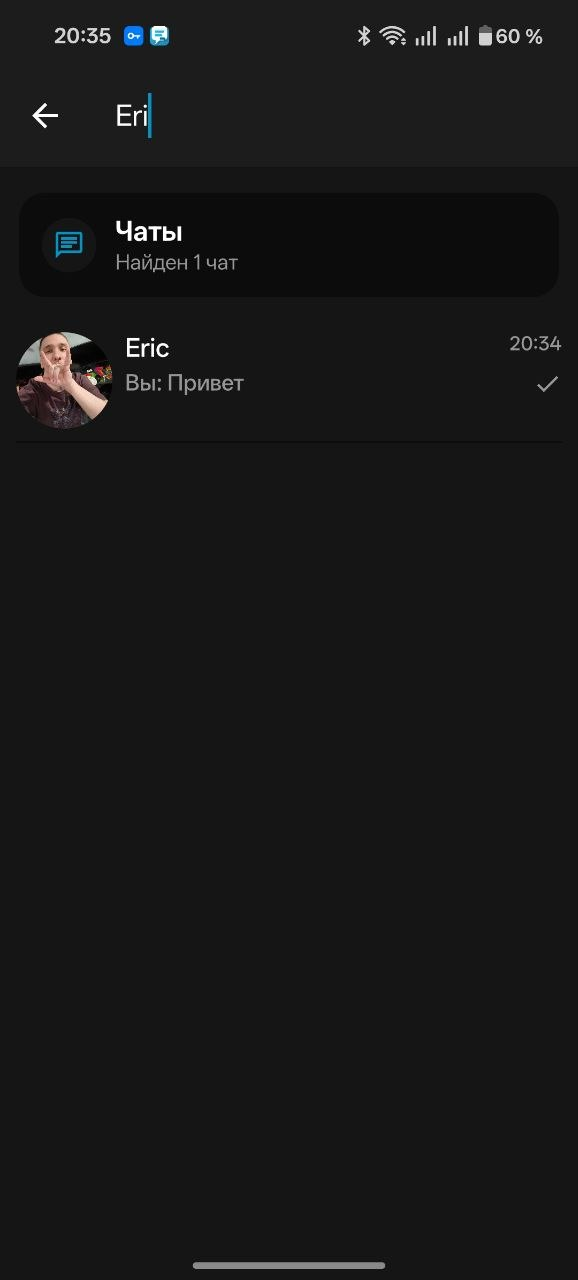 20:35
60 %
Eri
Чаты
Найден 1 чат
Eric
20:34
Вы: Привет